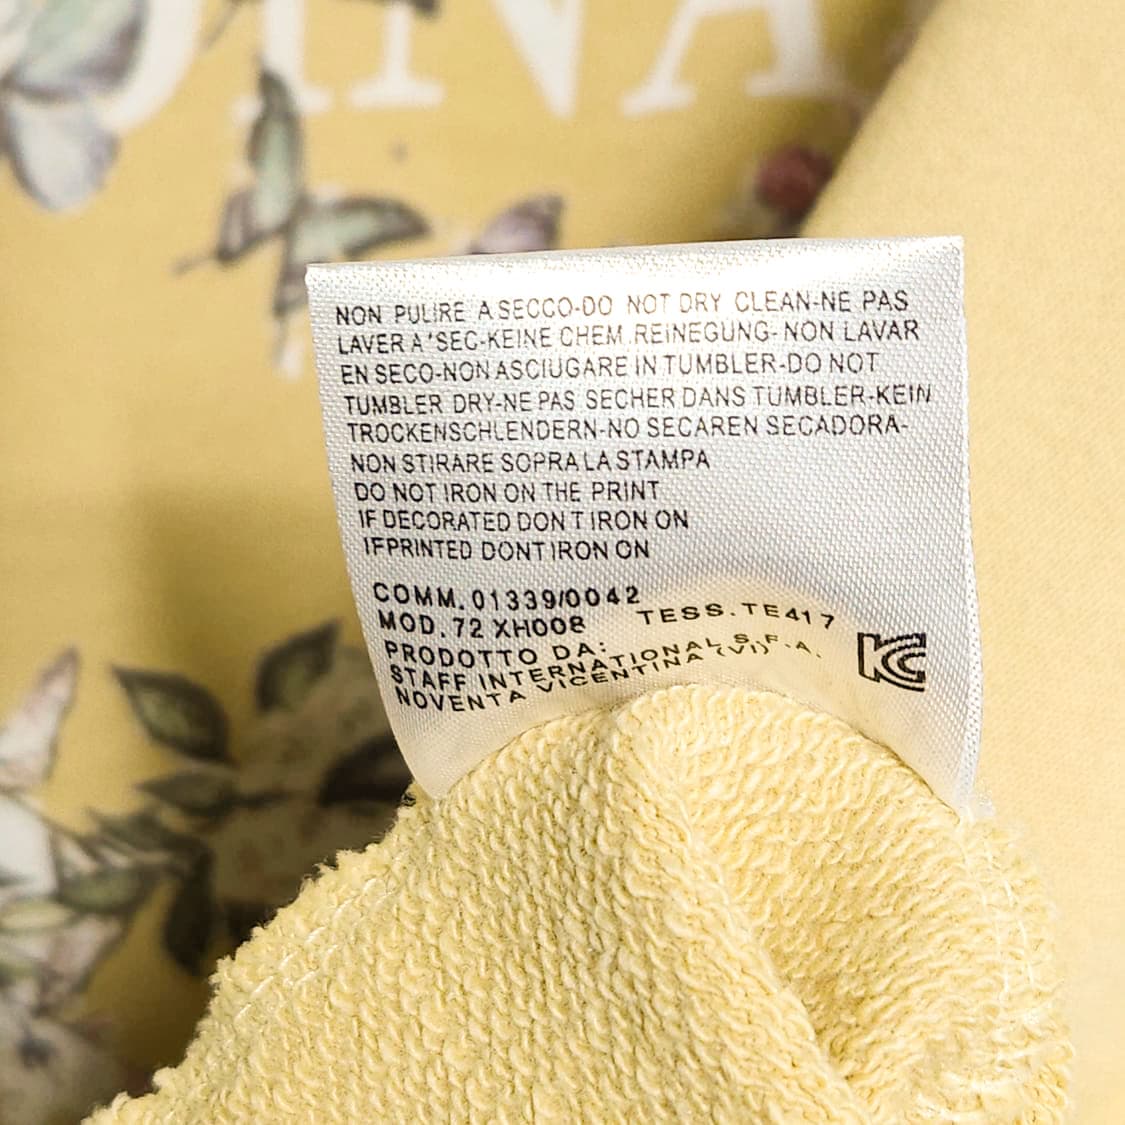 INA
NON PULIRE A SECCO-DO NOT DRY CLEAN-NE PAS
LAVER A'SEC-KEINE CHEM.REINEGUNG-NON LAVAR
EN SECO-NON ASCIUGARE IN TUMBLER-DO NOT
TUMBLER DRY-NE PAS SECHER DANS TUMBLER-KEIN
TROCKENSCHLENDERN-NO SECAREN SECADORA-
NON STIRARE SOPRA LA STAMPA
DO NOT IRON ON THE PRINT
IF DECORATED DON T IRON ON
IF PRINTED DONT IRON ON
COMM. 01339/0042
MOD. 72 XH008 TESS.TE417
PRODOTTO DA:
STAFF INTERNATIONAL S.P.A.
NOVENTA VICENTINA (VI)
KC